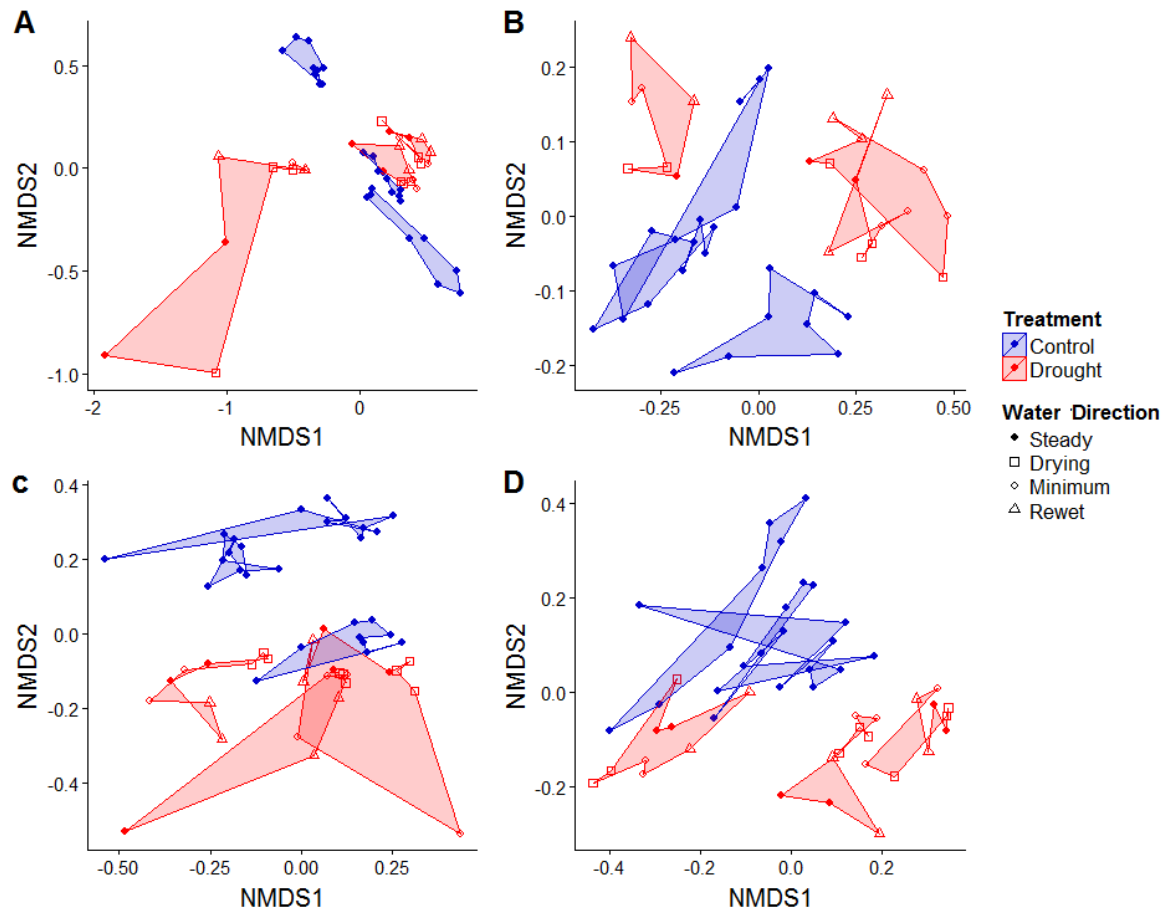 A
B
NMDS2
0.5
0.0
-0.5
-1.0
-2
-1
0
NMDS1
NMDS2
0.2
0.1
0.0
-0.1
-0.2
-0.25
0.00
0.25
0.50
NMDS1
Treatment
Control
Drought
Water Direction
Steady
Drying
Minimum
Rewet
c
D
NMDS2
0.4
0.2
0.0
-0.2
-0.4
-0.50
-0.25
0.00
0.25
NMDS1
NMDS2
0.4
0.2
0.0
-0.2
-0.4
-0.2
0.0
0.2
NMDS1